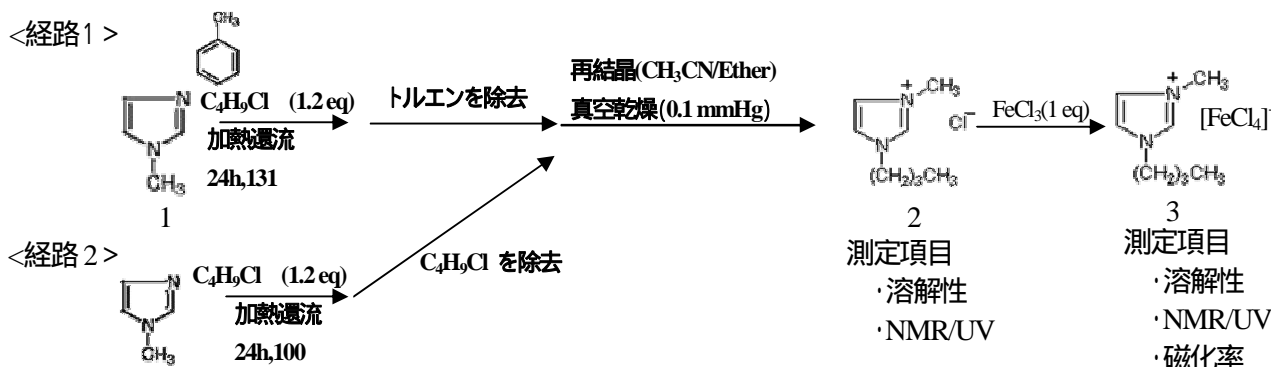 <経路1>
CH₃
N
N
CH₃
1
C₄H₉Cl (1.2 eq)
加熱還流
24h,131
トルエンを除去
再結晶(CH₃CN/Ether)
真空乾燥(0.1 mmHg)
N⁺
CH₃
Cl⁻
N
(CH₂)₃CH₃
2
測定項目
・溶解性
・NMR/UV
FeCl₃(1 eq)
N⁺
CH₃
[FeCl₄]⁻
N
(CH₂)₃CH₃
3
測定項目
・溶解性
・NMR/UV
・磁化率
<経路2>
N
N
CH₃
C₄H₉Cl (1.2 eq)
加熱還流
24h,100
C₄H₉Cl を除去